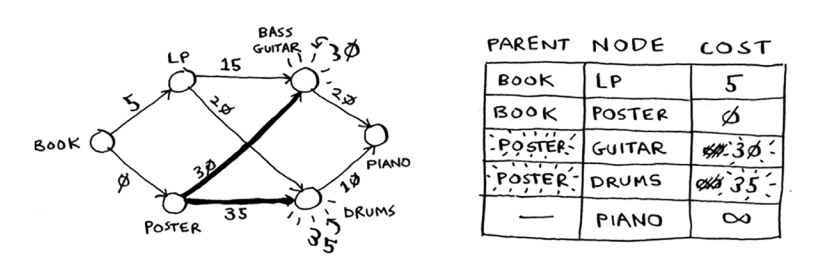 BASS
GUITAR
30
LP
15
5
20
20
BOOK
30
PIANO
0
10
POSTER
35
DRUMS
35
PARENT NODE COST
BOOK LP 5
BOOK POSTER 0
POSTER GUITAR ∞ 30
POSTER DRUMS ∞ 35
— PIANO ∞